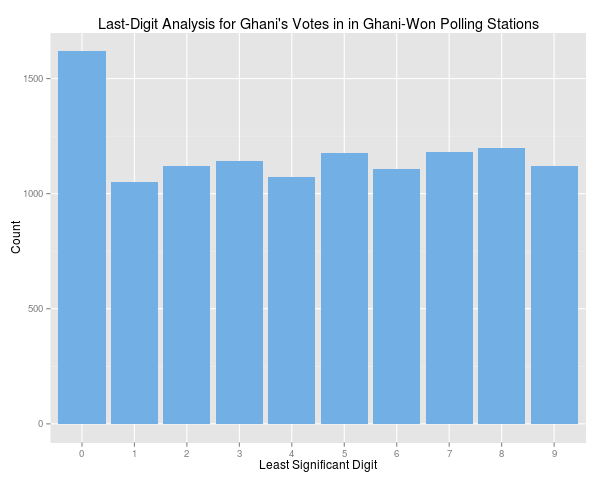 Last-Digit Analysis for Ghani's Votes in in Ghani-Won Polling Stations
1500
1000
500
0
Count
0 1 2 3 4 5 6 7 8 9
Least Significant Digit